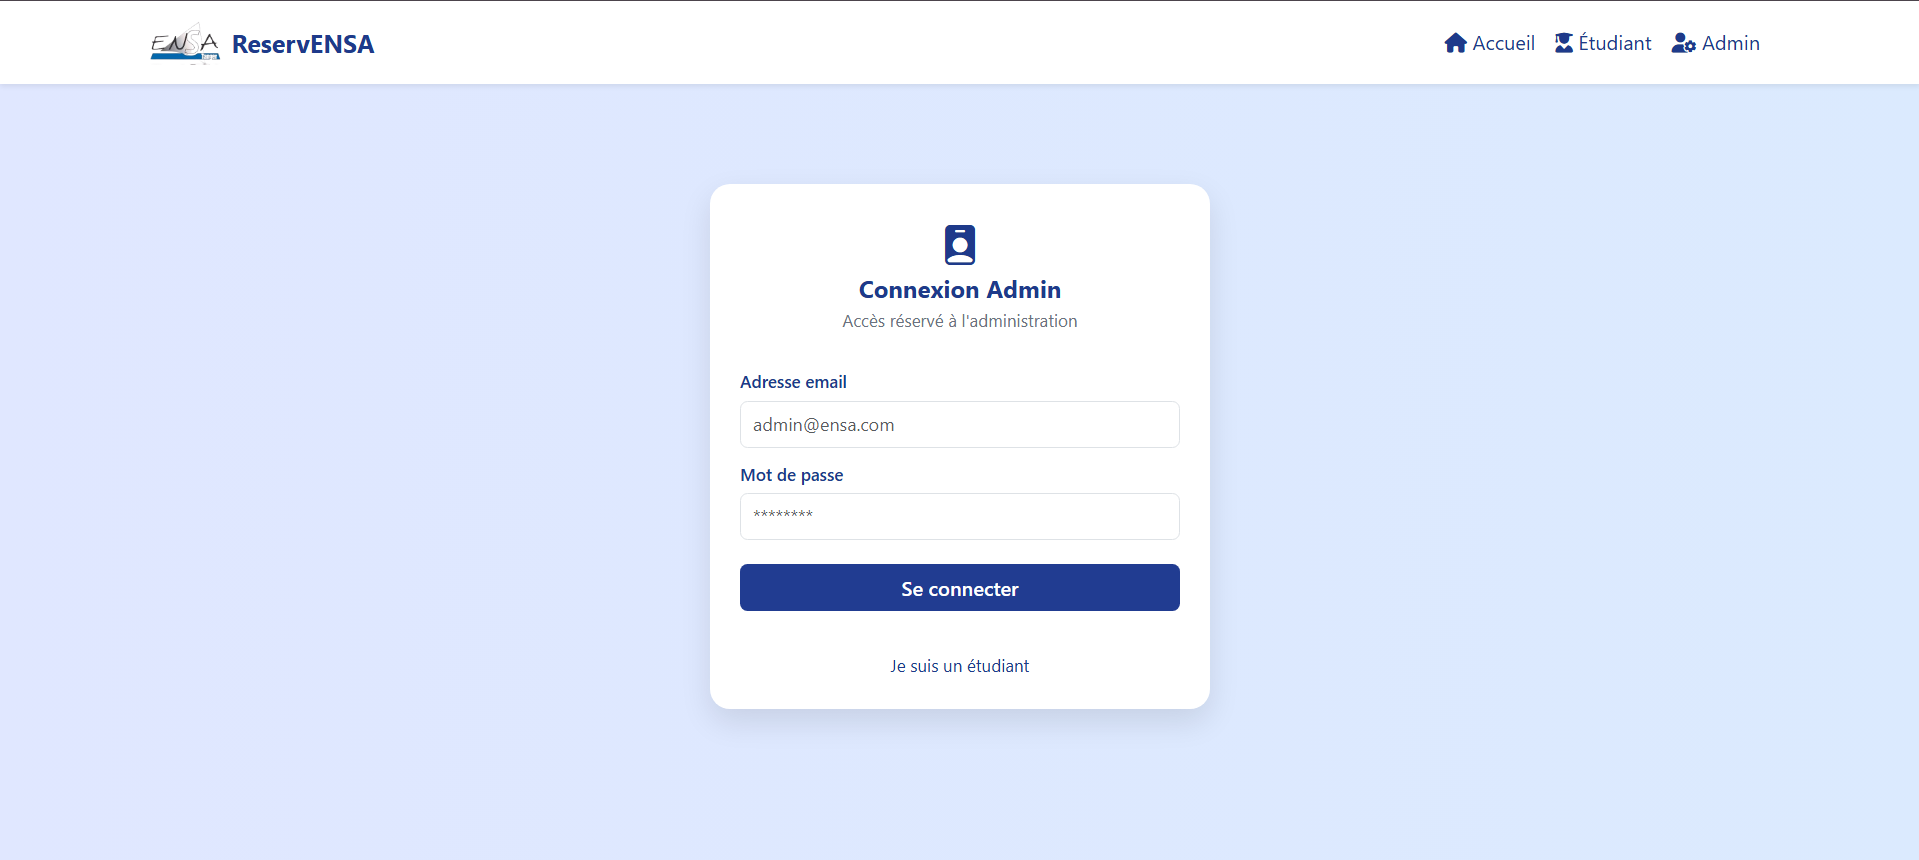 ENSA
ReservENSA
Accueil
Étudiant
Admin
Connexion Admin
Accès réservé à l'administration
Adresse email
admin@ensa.com
Mot de passe
********
Se connecter
Je suis un étudiant